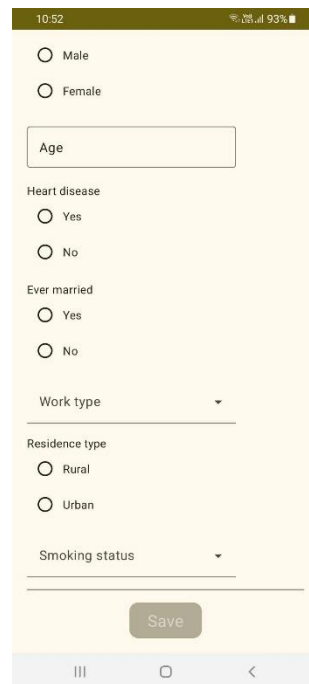 10:52 93%
Male
Female
Age
Heart disease
Yes
No
Ever married
Yes
No
Work type
Residence type
Rural
Urban
Smoking status
Save